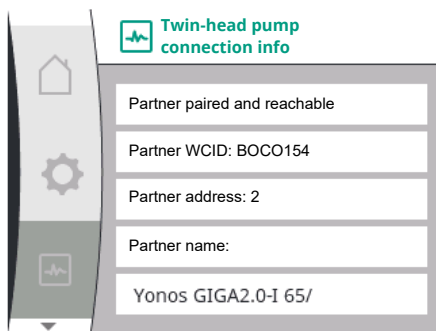 Twin-head pump
connection info
Partner paired and reachable
Partner WCID: BOCO154
Partner address: 2
Partner name:
Yonos GIGA2.0-I 65/